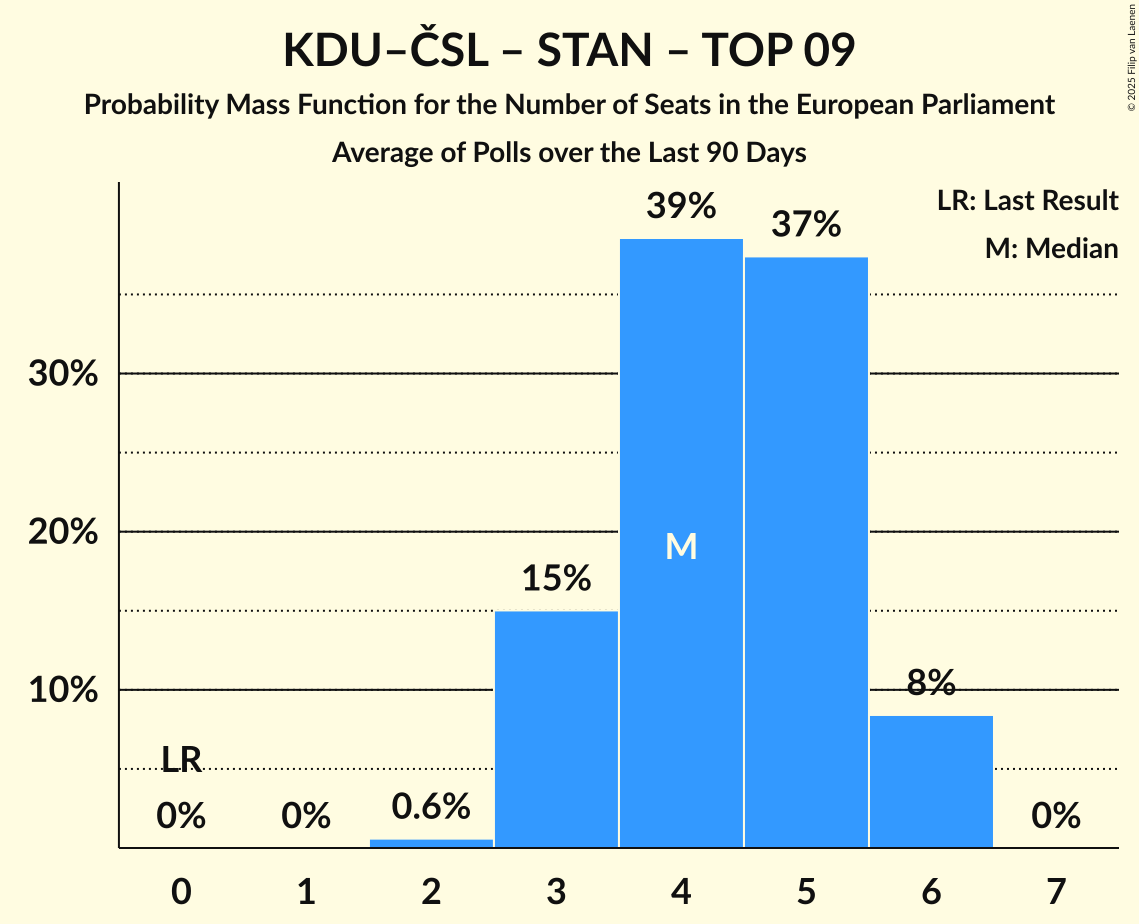 KDU–ČSL – STAN – TOP 09
Probability Mass Function for the Number of Seats in the European Parliament
Average of Polls over the Last 90 Days
© 2025 Filip van Laenen
LR: Last Result
M: Median
39%
37%
30%
20%
M
15%
10%
8%
LR
0%
0%
0.6%
0%
0 1 2 3 4 5 6 7